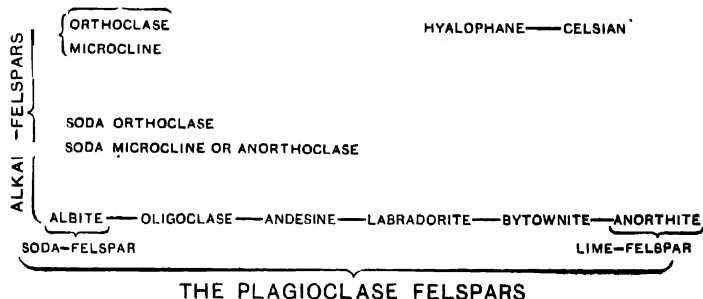 ALKAI-FELSPARS
ORTHOCLASE
MICROCLINE
HYALOPHANE—CELSIAN
SODA ORTHOCLASE
SODA MICROCLINE OR ANORTHOCLASE
ALBITE—OLIGOCLASE—ANDESINE—LABRADORITE—BYTOWNITE—ANORTHITE
SODA-FELSPAR
LIME-FELSPAR
THE PLAGIOCLASE FELSPARS